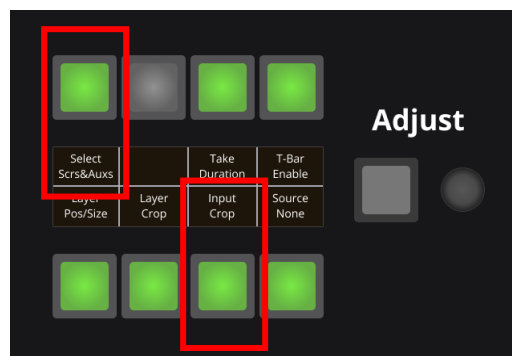 Adjust
Select
Scrs&Auxs
Take
Duration
T-Bar
Enable
Layer
Pos/Size
Layer
Crop
Input
Crop
Source
None